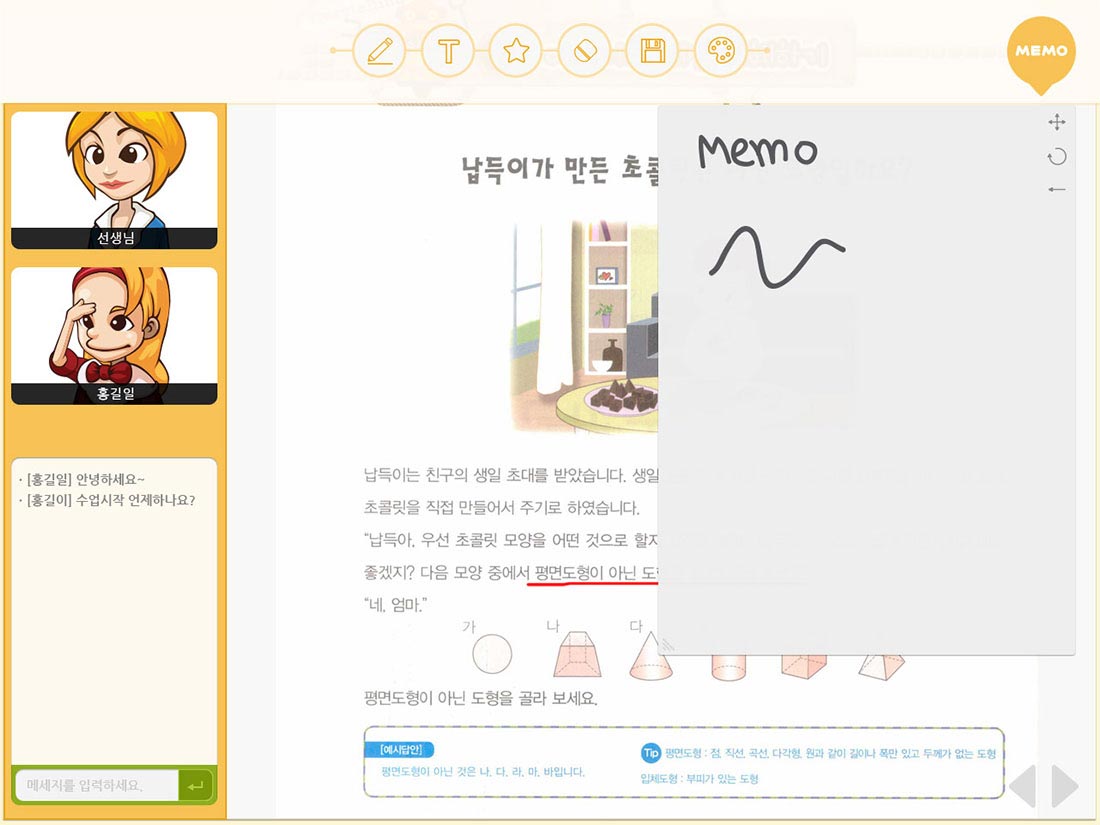 T
MEMO
선생님
홍길일
· [홍길일] 안녕하세요~
· [홍길이] 수업시작 언제하나요?
메세지를 입력하세요.
납득이가 만든 초콜
Memo
납득이는 친구의 생일 초대를 받았습니다. 생일
초콜릿을 직접 만들어서 주기로 하였습니다.
“납득아, 우선 초콜릿 모양을 어떤 것으로 할지
좋겠지? 다음 모양 중에서 평면도형이 아닌 도
“네, 엄마.”
가 나 다
평면도형이 아닌 도형을 골라 보세요.
[예시답안]
평면도형이 아닌 것은 나, 다, 라, 마, 바입니다.
Tip 평면도형 : 점, 직선, 곡선, 다각형, 원과 같이 길이나 폭만 있고 두께가 없는 도형
입체도형 : 부피가 있는 도형